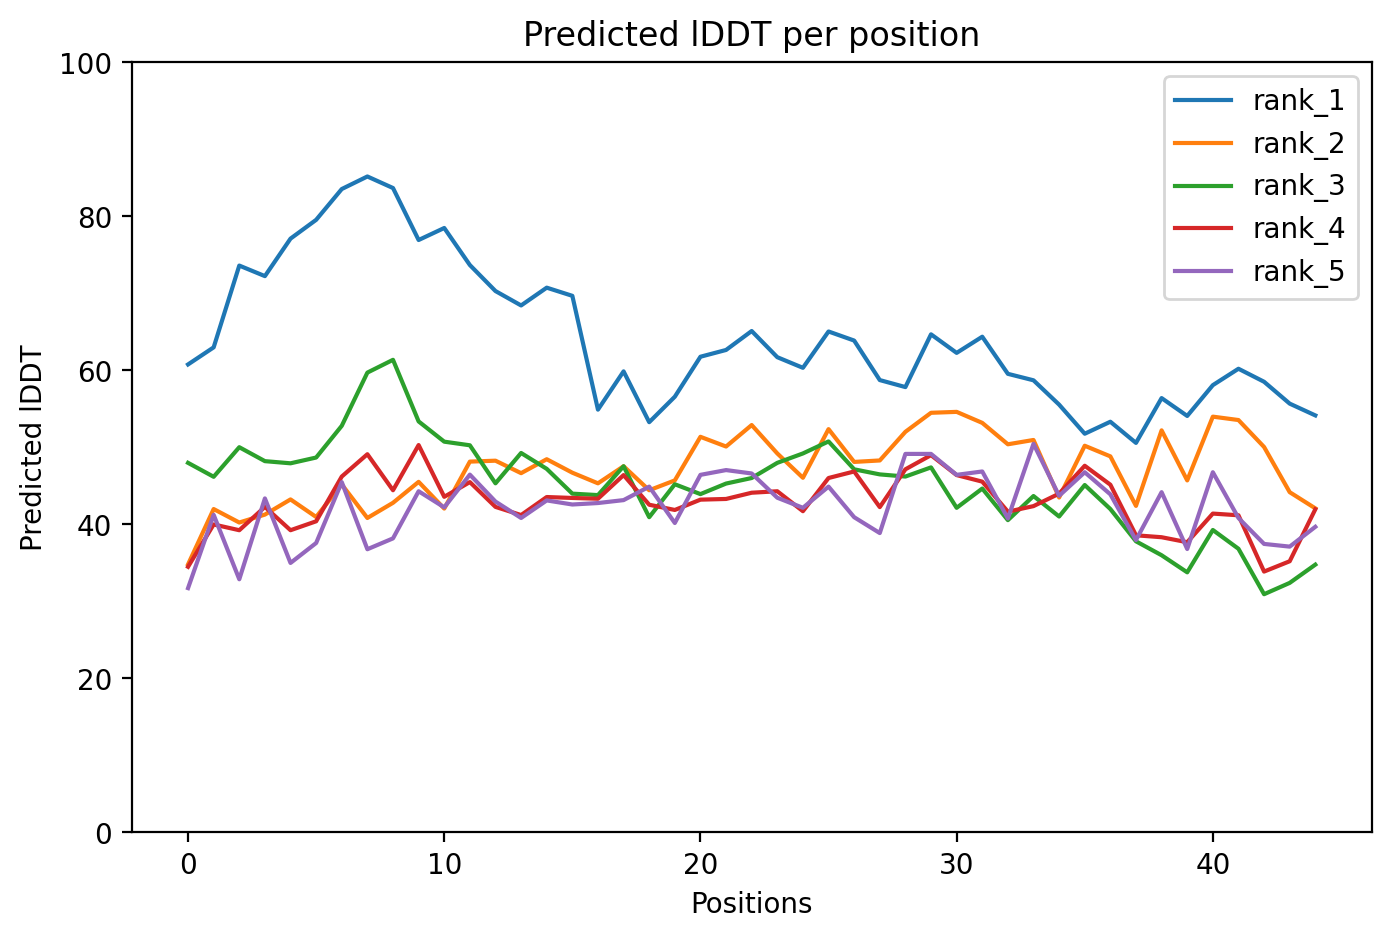 Predicted lDDT per position
100
80
60
40
20
0
Predicted lDDT
0 10 20 30 40
Positions
rank_1
rank_2
rank_3
rank_4
rank_5